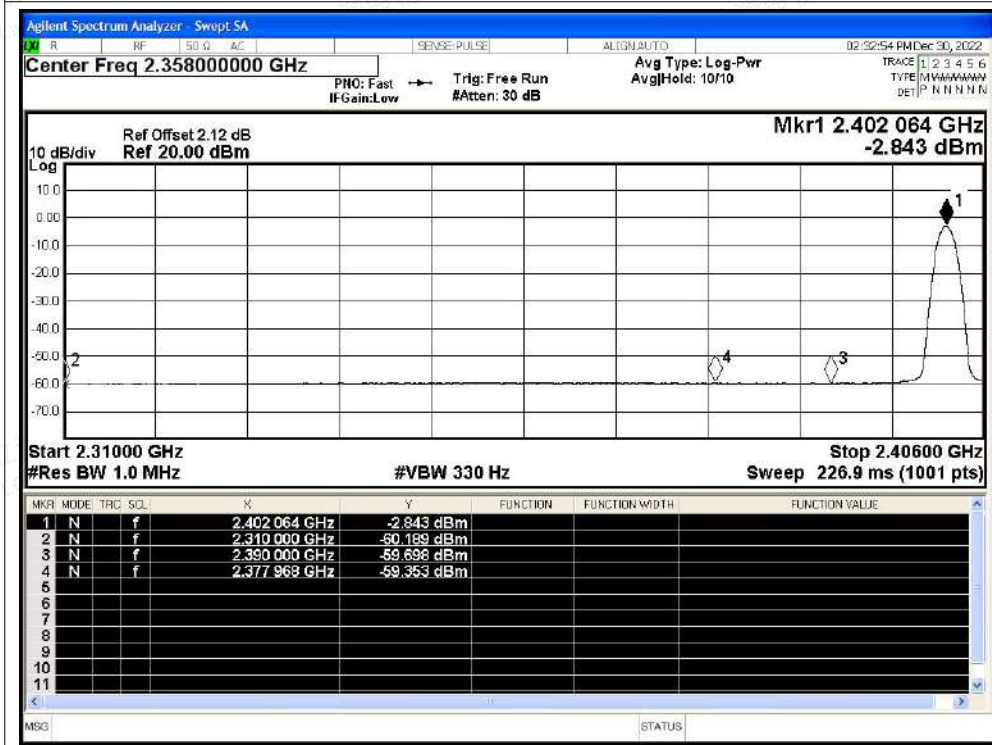 Agilent Spectrum Analyzer - Swept SA
LXI R RF 50 Ω AC SENSE:PULSE ALIGNAUTO 02:32:54 PM Dec 30, 2022
Center Freq 2.358000000 GHz
PNO: Fast
IFGain:Low
Trig: Free Run
#Atten: 30 dB
Avg Type: Log-Pwr
Avg|Hold: 10/10
TRACE 1 2 3 4 5 6
TYPE M WWWWW
DET P N N N N N
Ref Offset 2.12 dB
10 dB/div Ref 20.00 dBm
Log
Mkr1 2.402 064 GHz
-2.843 dBm
10.0
0.00
-10.0
-20.0
-30.0
-40.0
-50.0
-60.0
-70.0
1
2
4
3
Start 2.31000 GHz Stop 2.40600 GHz
#Res BW 1.0 MHz #VBW 330 Hz Sweep 226.9 ms (1001 pts)
MKR MODE TRC SCL X Y FUNCTION FUNCTION WIDTH FUNCTION VALUE
1 N f 2.402 064 GHz -2.843 dBm
2 N f 2.310 000 GHz -60.189 dBm
3 N f 2.390 000 GHz -59.698 dBm
4 N f 2.377 968 GHz -59.353 dBm
5
6
7
8
9
10
11
MSG STATUS